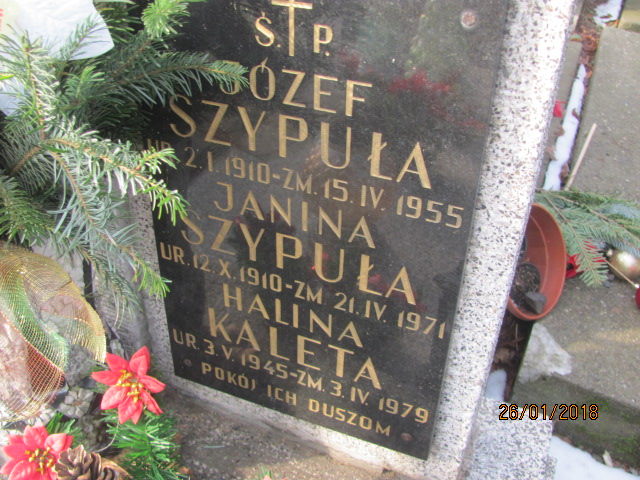 Ś. P.
JÓZEF
SZYPUŁA
UR. 2. I. 1910-ZM. 15. IV. 1955
JANINA
SZYPUŁA
UR. 12. X. 1910-ZM. 21. IV. 1971
HALINA
KALETA
UR. 3. V. 1945-ZM. 3. IV. 1979
POKÓJ ICH DUSZOM
26/01/2018